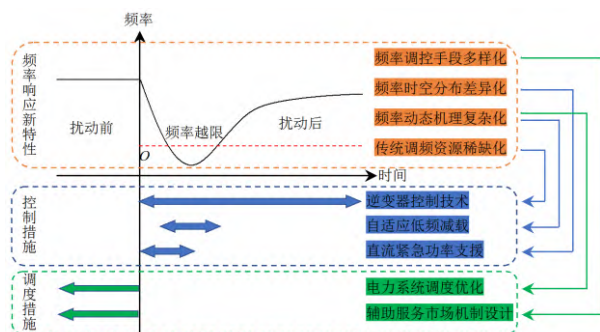 频率
频率响应新特性
频率调控手段多样化
频率时空分布差异化
扰动前
频率越限
扰动后
频率动态机理复杂化
传统调频资源稀缺化
O
时间
控制措施
逆变器控制技术
自适应低频减载
直流紧急功率支援
调度措施
电力系统调度优化
辅助服务市场机制设计